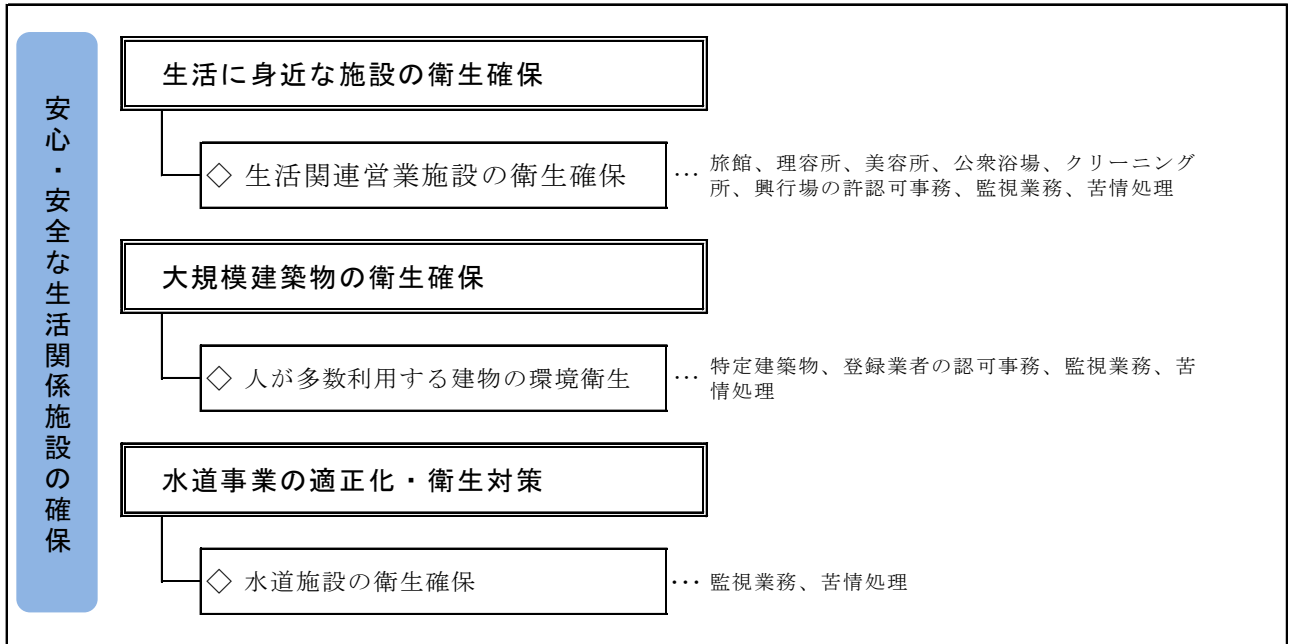 安心・安全な生活関係施設の確保
生活に身近な施設の衛生確保
◇ 生活関連営業施設の衛生確保
… 旅館、理容所、美容所、公衆浴場、クリーニング
所、興行場の許認可事務、監視業務、苦情処理
大規模建築物の衛生確保
◇ 人が多数利用する建物の環境衛生
… 特定建築物、登録業者の認可事務、監視業務、苦
情処理
水道事業の適正化・衛生対策
◇ 水道施設の衛生確保
… 監視業務、苦情処理